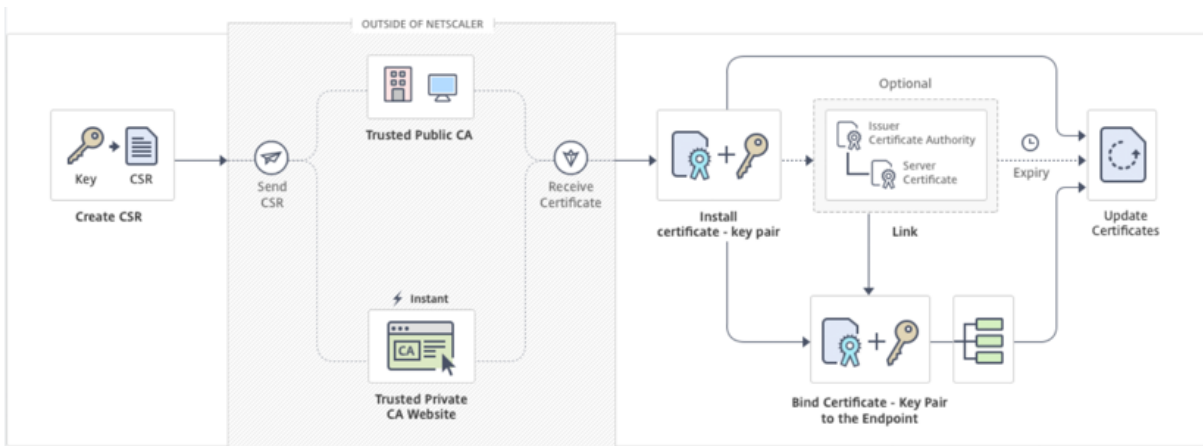 OUTSIDE OF NETSCALER
Key
CSR
Create CSR
Send
CSR
Trusted Public CA
Instant
CA
Trusted Private
CA Website
Receive
Certificate
Install
certificate - key pair
Optional
Issuer
Certificate Authority
Server
Certificate
Link
Expiry
Update
Certificates
Bind Certificate - Key Pair
to the Endpoint